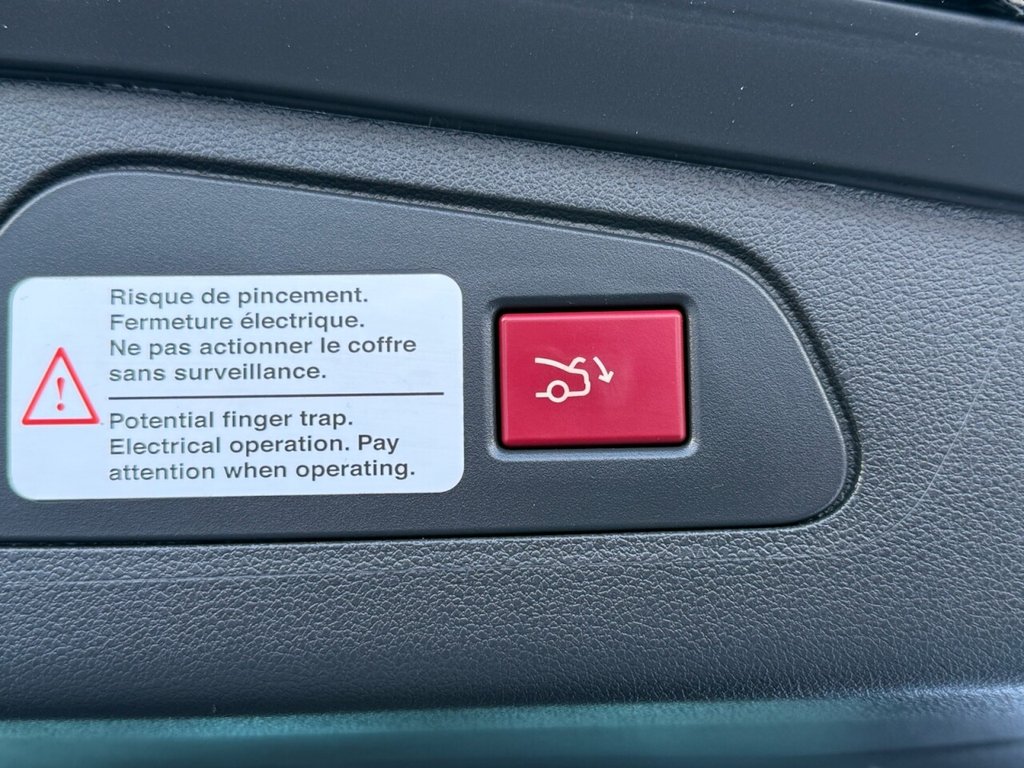 Risque de pincement.
Fermeture électrique.
Ne pas actionner le coffre
sans surveillance.
Potential finger trap.
Electrical operation. Pay
attention when operating.